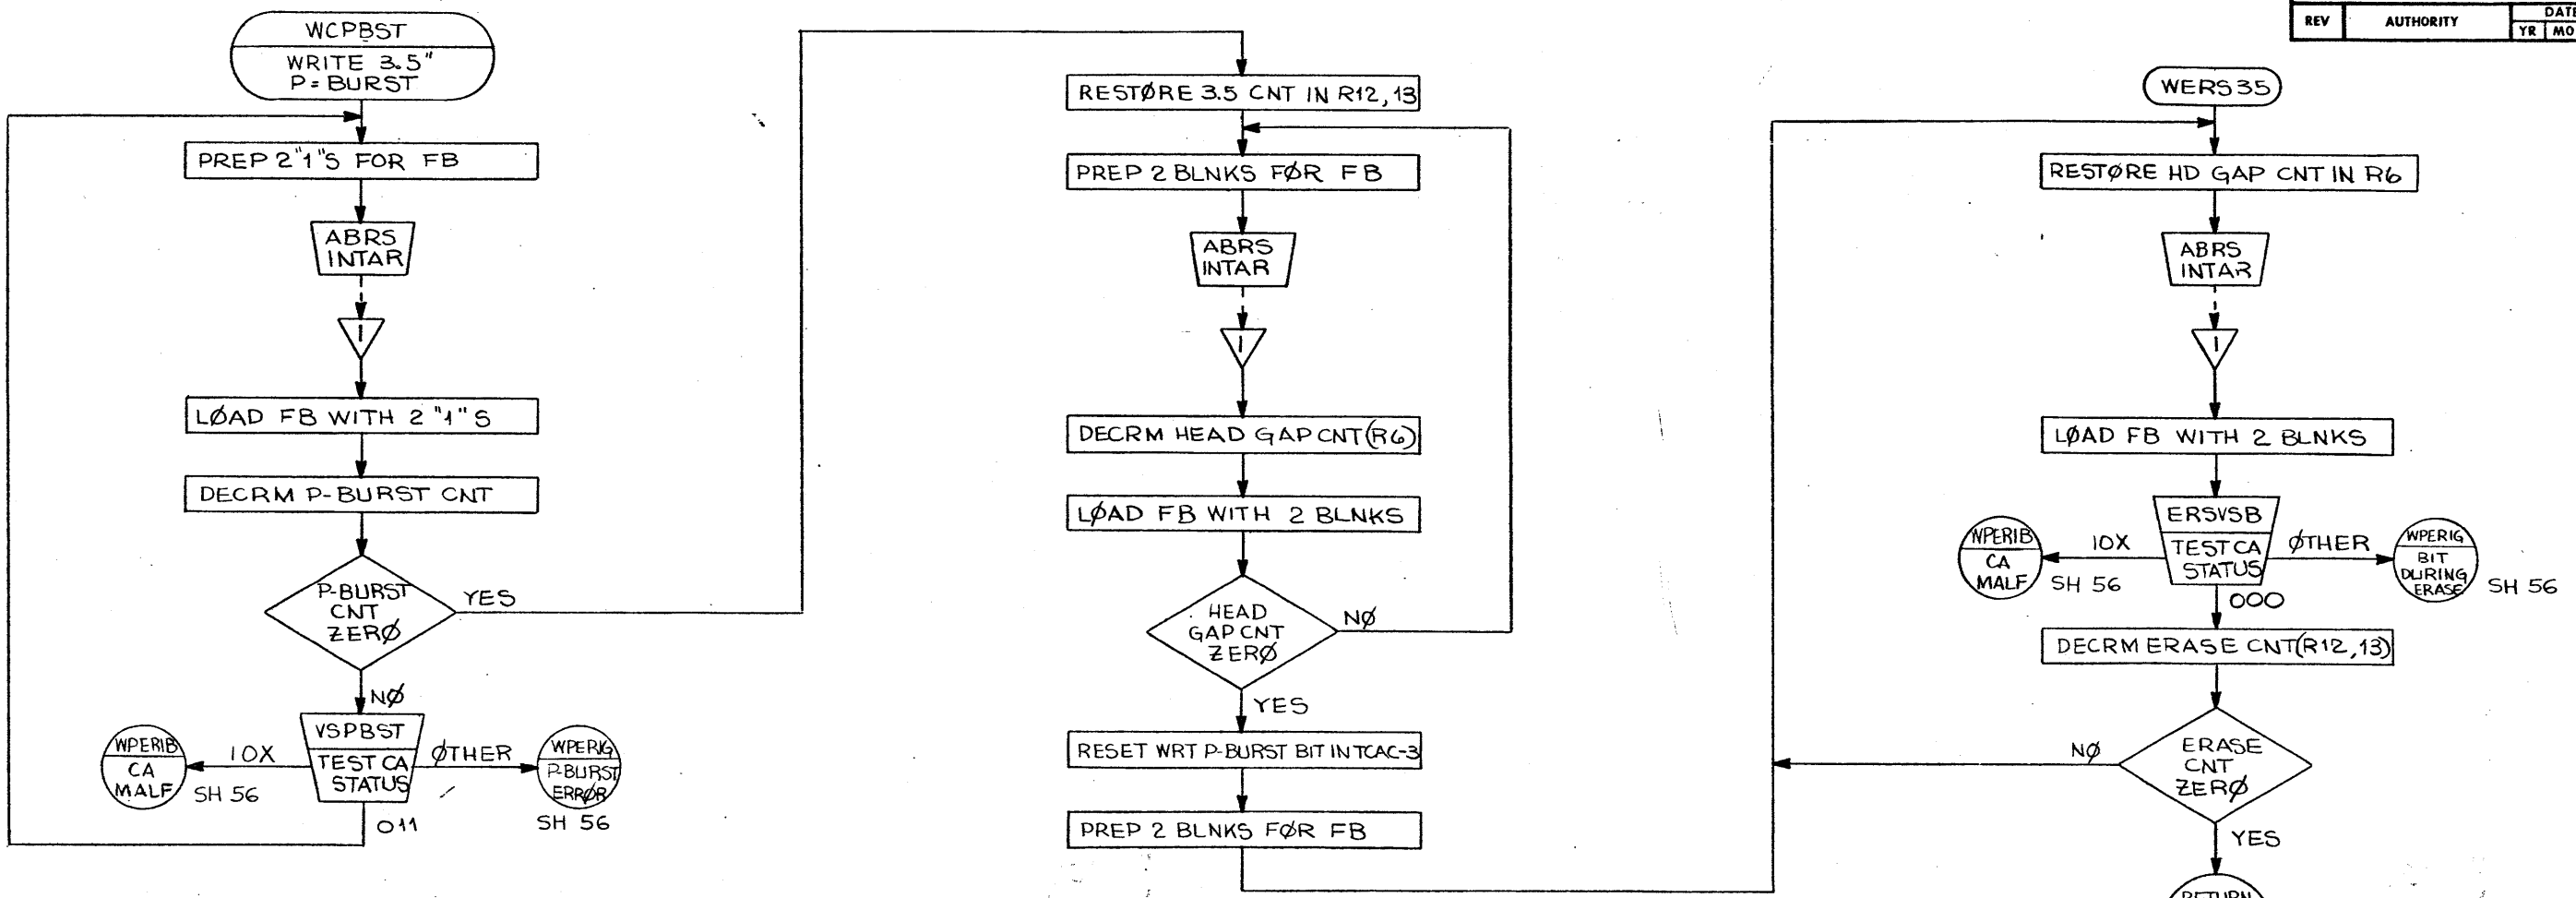 REV AUTHORITY DATE
YR MO
WCPBST
WRITE 3.5"
P=BURST
PREP 2"1"S FOR FB
ABRS
INTAR
1
LØAD FB WITH 2 "1" S
DECRM P-BURST CNT
P-BURST
CNT
ZERØ
YES
NØ
VSPBST
TEST CA
STATUS
10X
WPERIB
CA
MALF
SH 56
ØTHER
WPERIG
P-BURST
ERRØR
SH 56
011
RESTØRE 3.5 CNT IN R12,13
PREP 2 BLNKS FØR FB
ABRS
INTAR
1
DECRM HEAD GAP CNT(R6)
LØAD FB WITH 2 BLNKS
HEAD
GAP CNT
ZERØ
NØ
YES
RESET WRT P-BURST BIT IN TCAC-3
PREP 2 BLNKS FØR FB
WERS35
RESTØRE HD GAP CNT IN R6
ABRS
INTAR
1
LØAD FB WITH 2 BLNKS
ERSVSB
TEST CA
STATUS
10X
WPERIB
CA
MALF
SH 56
ØTHER
WPERIG
BIT
DURING
ERASE
SH 56
000
DECRM ERASE CNT(R12,13)
ERASE
CNT
ZERØ
NØ
YES
RETURN